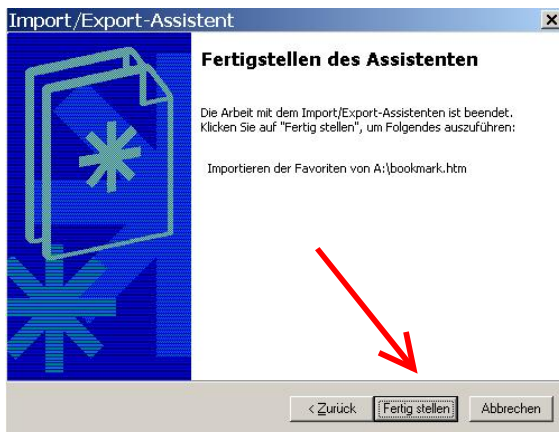 Import/Export-Assistent
Fertigstellen des Assistenten
Die Arbeit mit dem Import/Export-Assistenten ist beendet.
Klicken Sie auf "Fertig stellen", um Folgendes auszuführen:
Importieren der Favoriten von A:\bookmark.htm
< Zurück Fertig stellen Abbrechen